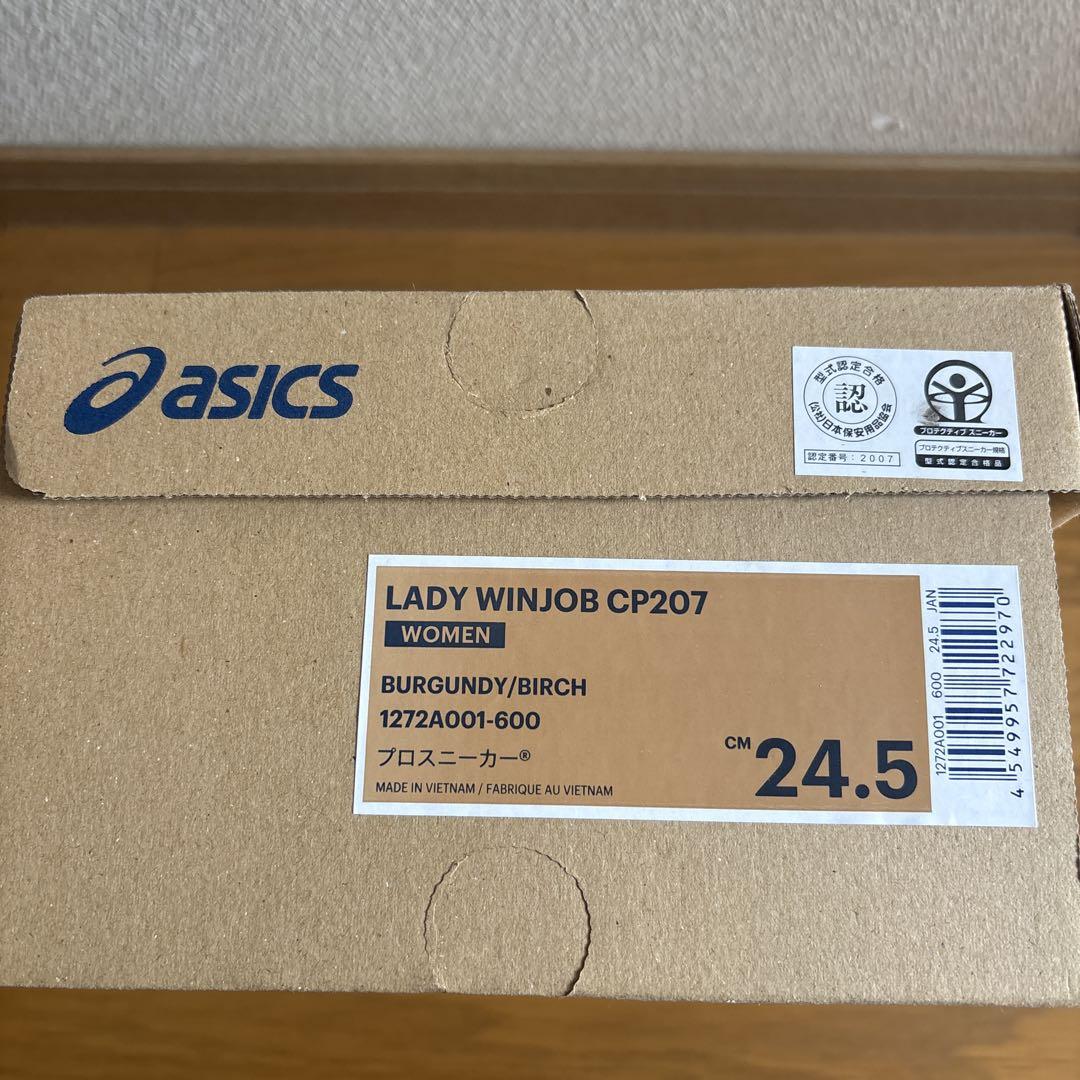 asics
型式認定合格
認
(公社)日本保安用品協会
認定番号:2007
プロテクティブ スニーカー
プロテクティブスニーカー規格
型式認定合格品
LADY WINJOB CP207
WOMEN
BURGUNDY/BIRCH
1272A001-600
プロスニーカー®
MADE IN VIETNAM / FABRIQUE AU VIETNAM
CM 24.5
1272A001 600 24.5 JAN
4 549957 722970